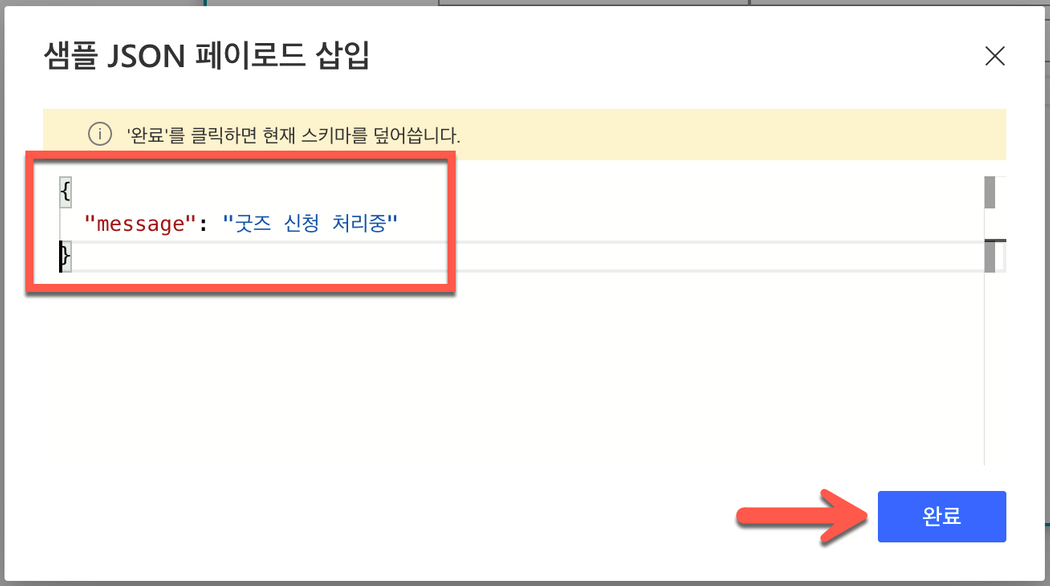 샘플 JSON 페이로드 삽입
'완료'를 클릭하면 현재 스키마를 덮어씁니다.
{
"message": "굿즈 신청 처리중"
}
완료